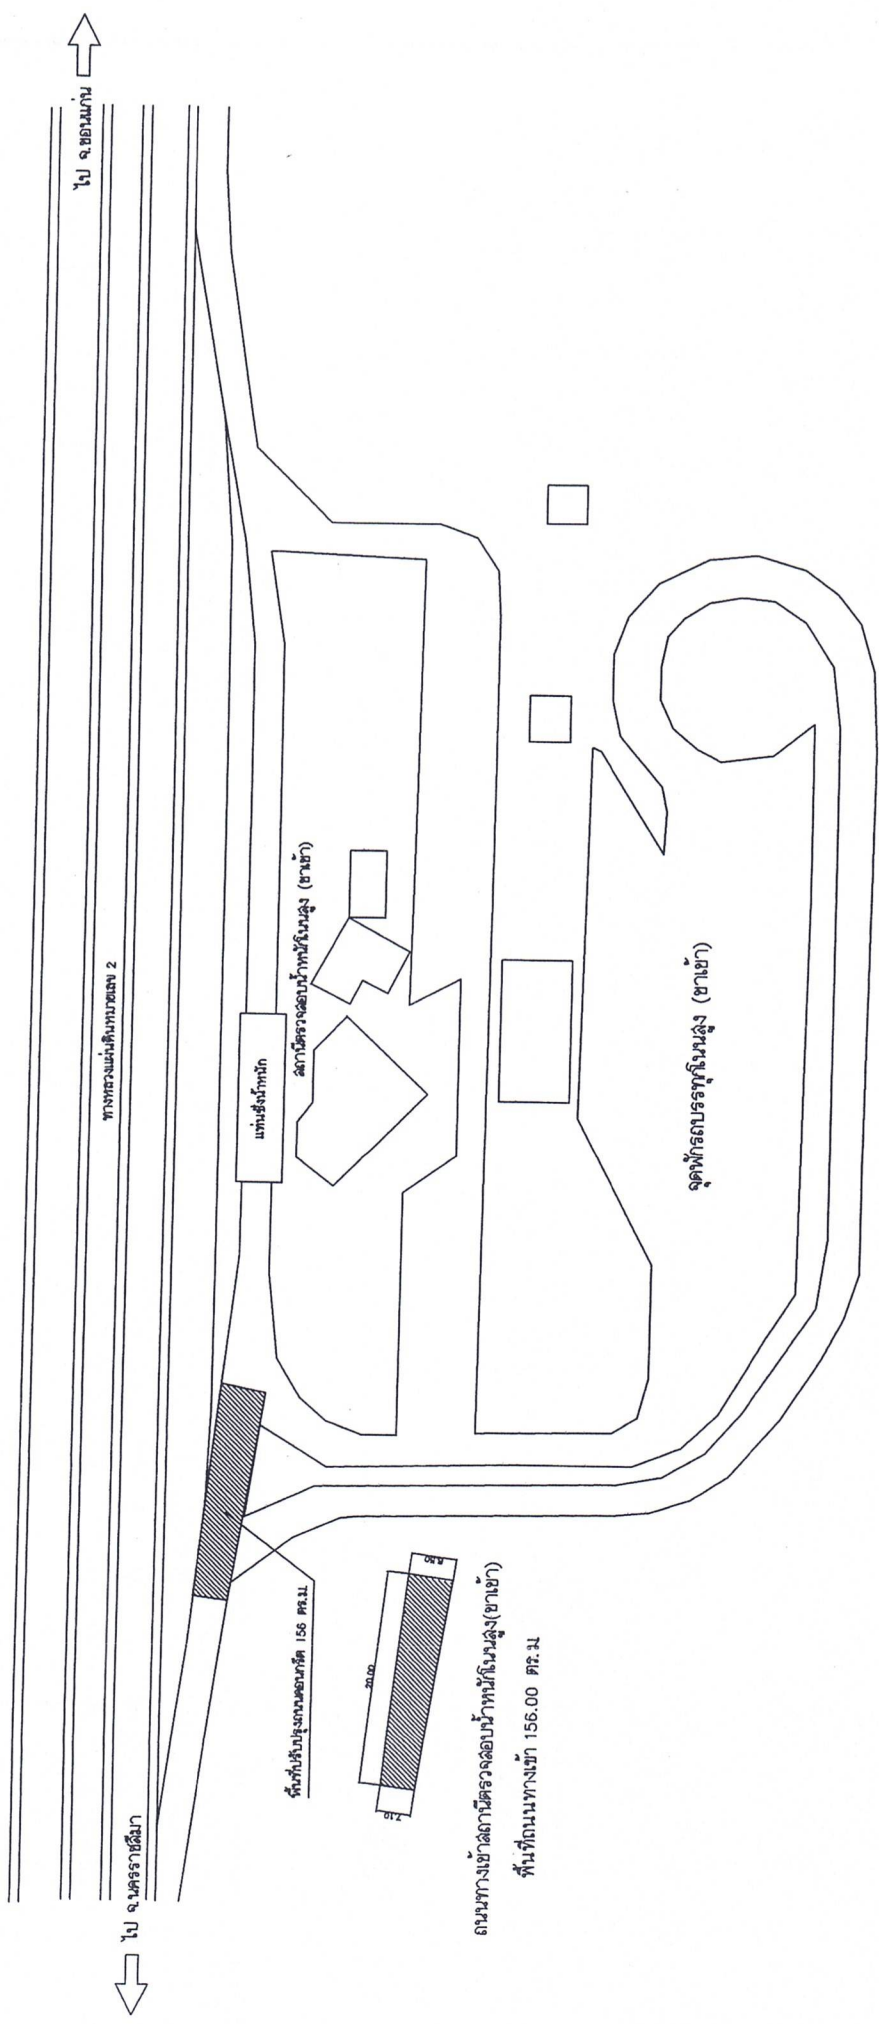 ไป จ.ขอนแก่น
ทางหลวงแผ่นดินหมายเลข 2
ไป จ.นครราชสีมา
แท่นชั่งน้ำหนัก
สถานีตรวจสอบน้ำหนักโนนสูง (ขาเข้า)
จุดพักรถบรรทุกโนนสูง (ขาเข้า)
พื้นที่ปรับปรุงถนนคอนกรีต 156 ตร.ม.
20.00
8.50
7.10
ถนนทางเข้าสถานีตรวจสอบน้ำหนักโนนสูง(ขาเข้า)
พื้นที่ถนนทางเข้า 156.00 ตร.ม